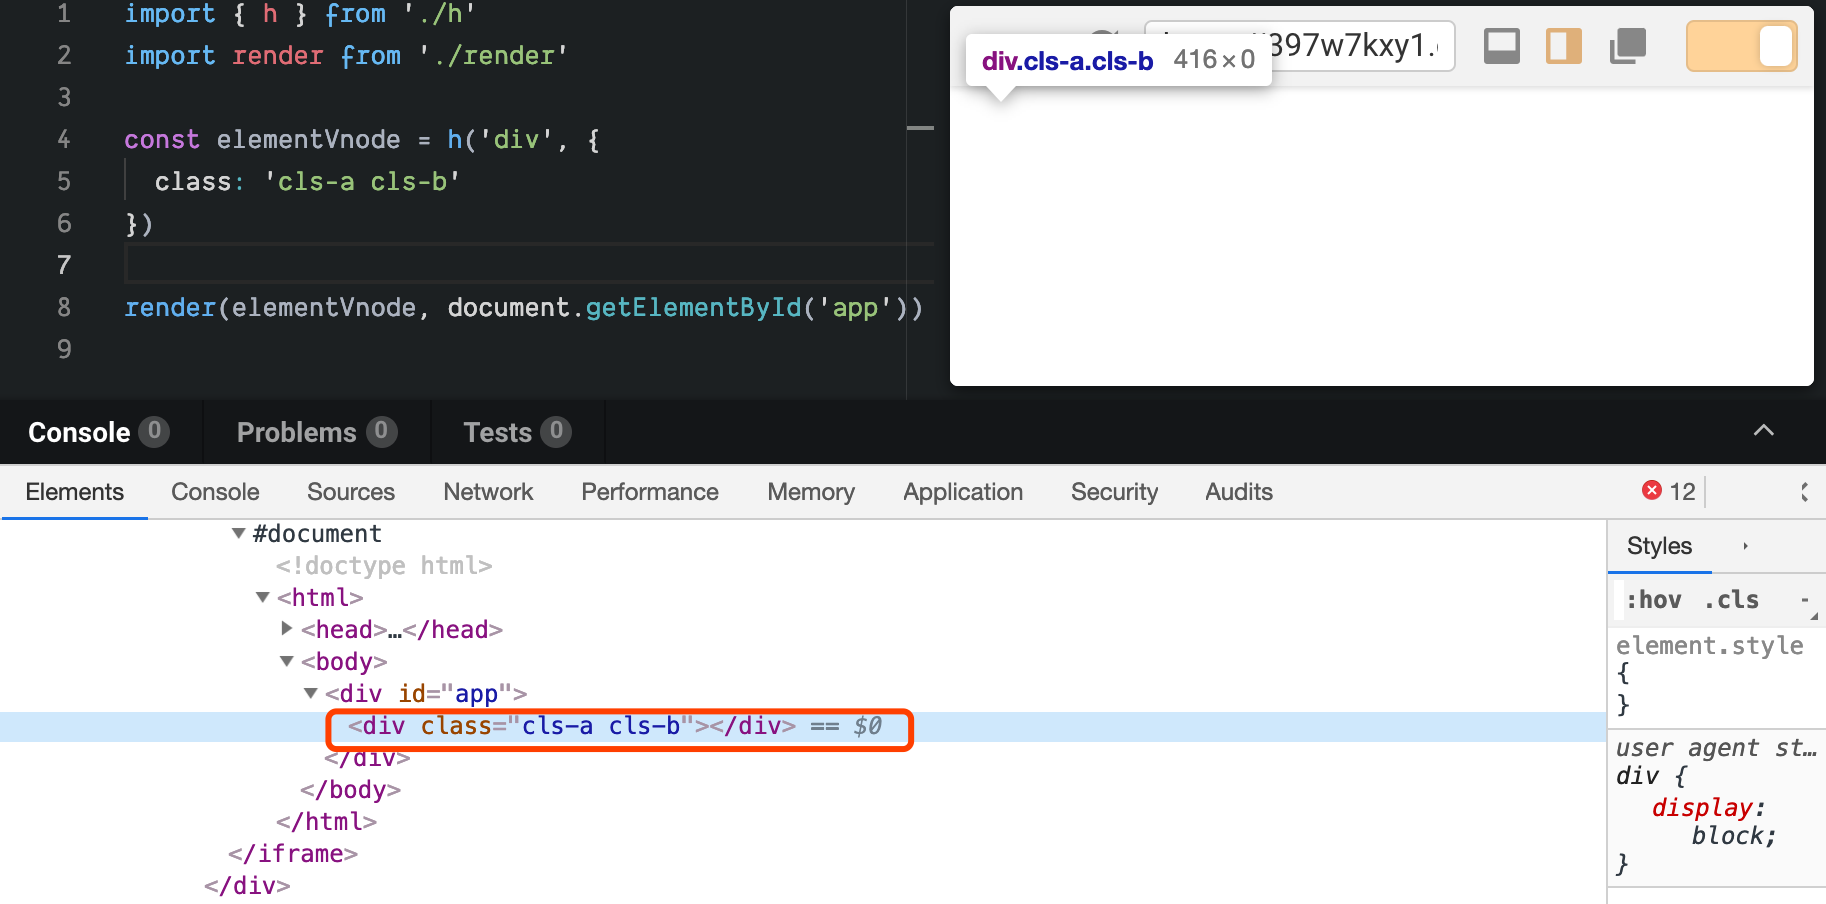 1 import { h } from './h'
2 import render from './render'
3
4 const elementVnode = h('div', {
5 class: 'cls-a cls-b'
6 })
7
8 render(elementVnode, document.getElementById('app'))
9
397w7kxy1.
div.cls-a.cls-b 416×0
Console 0 Problems 0 Tests 0
Elements Console Sources Network Performance Memory Application Security Audits 12
#document
<!doctype html>
<html>
<head>…</head>
<body>
<div id="app">
<div class="cls-a cls-b"></div> == $0
</div>
</body>
</html>
</iframe>
</div>
Styles
:hov .cls
element.style
{
}
user agent st…
div {
display:
block;
}